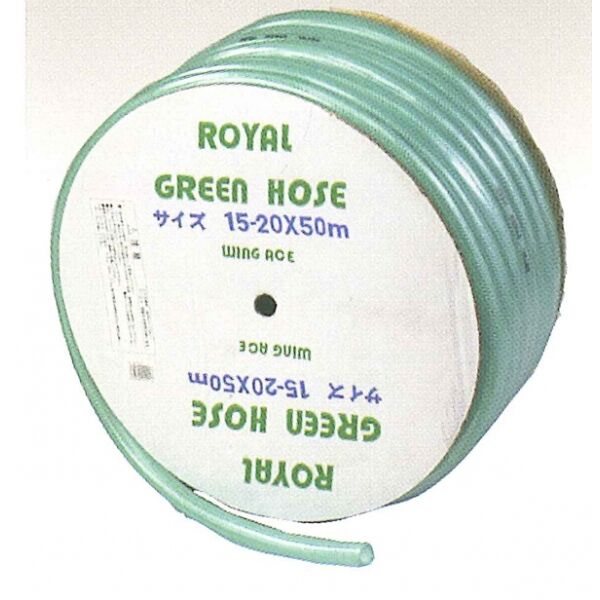 ROYAL
GREEN HOSE
サイズ 15-20X50m
WING ACE
WING ACE
サイズ 15-20X50m
GREEN HOSE
ROYAL